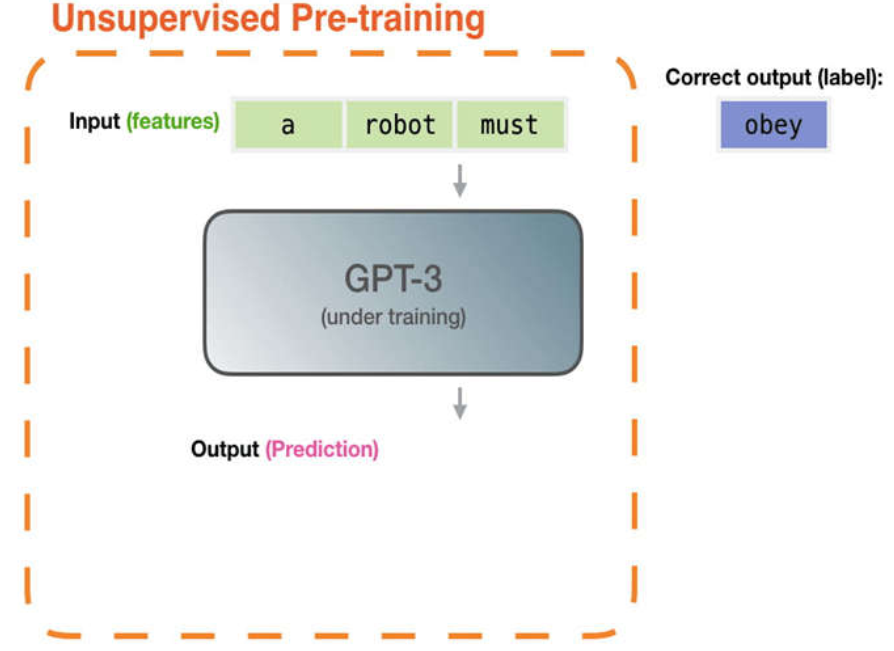 Unsupervised Pre-training
Correct output (label):
Input (features) a robot must
obey
GPT-3
(under training)
Output (Prediction)